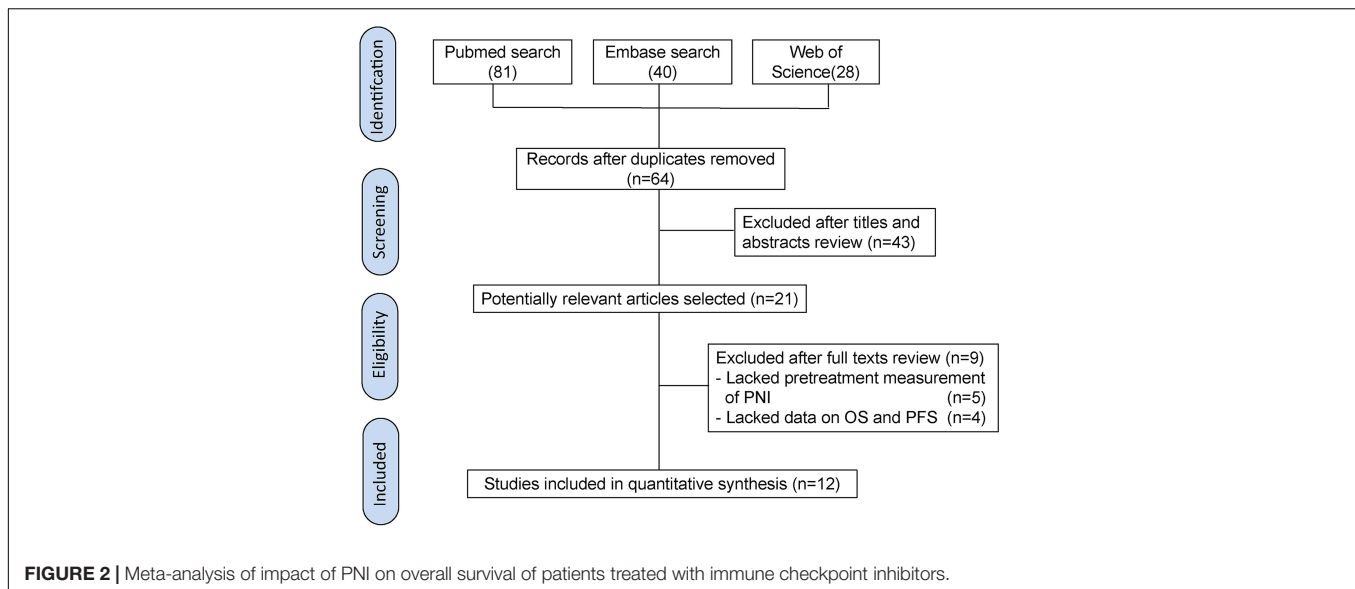 Identifcation
Pubmed search
(81)
Embase search
(40)
Web of
Science(28)
Screening
Records after duplicates removed
(n=64)
Excluded after titles and
abstracts review (n=43)
Eligibility
Potentially relevant articles selected (n=21)
Excluded after full texts review (n=9)
- Lacked pretreatment measurement
of PNI (n=5)
- Lacked data on OS and PFS (n=4)
Included
Studies included in quantitative synthesis (n=12)
FIGURE 2 | Meta-analysis of impact of PNI on overall survival of patients treated with immune checkpoint inhibitors.